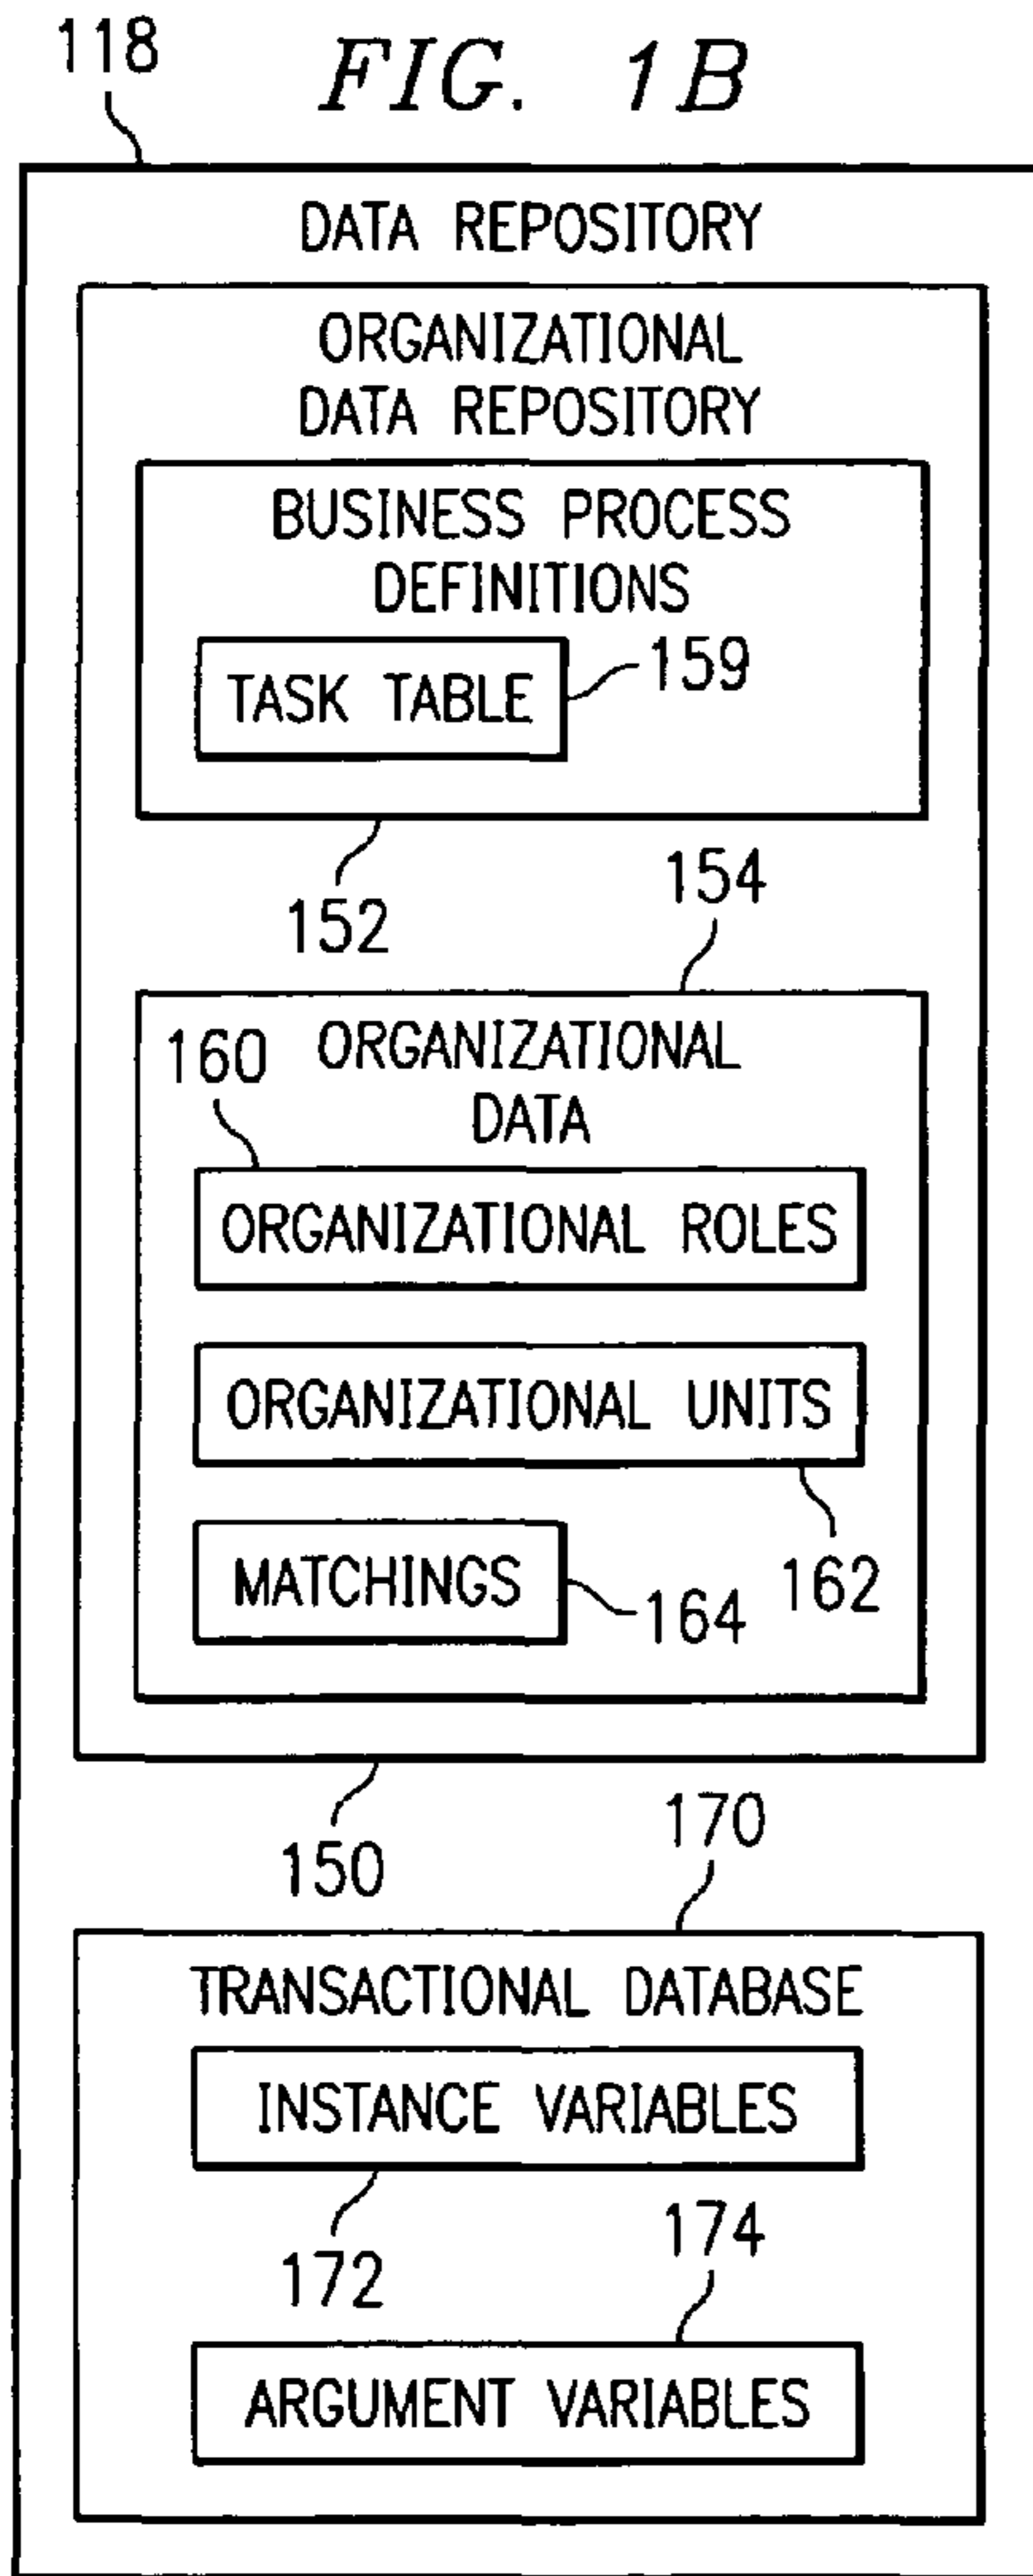 118
FIG. 1B
DATA REPOSITORY
ORGANIZATIONAL
DATA REPOSITORY
BUSINESS PROCESS
DEFINITIONS
TASK TABLE
159
152
154
160
ORGANIZATIONAL
DATA
ORGANIZATIONAL ROLES
ORGANIZATIONAL UNITS
MATCHINGS
164
162
150
170
TRANSACTIONAL DATABASE
INSTANCE VARIABLES
172
174
ARGUMENT VARIABLES